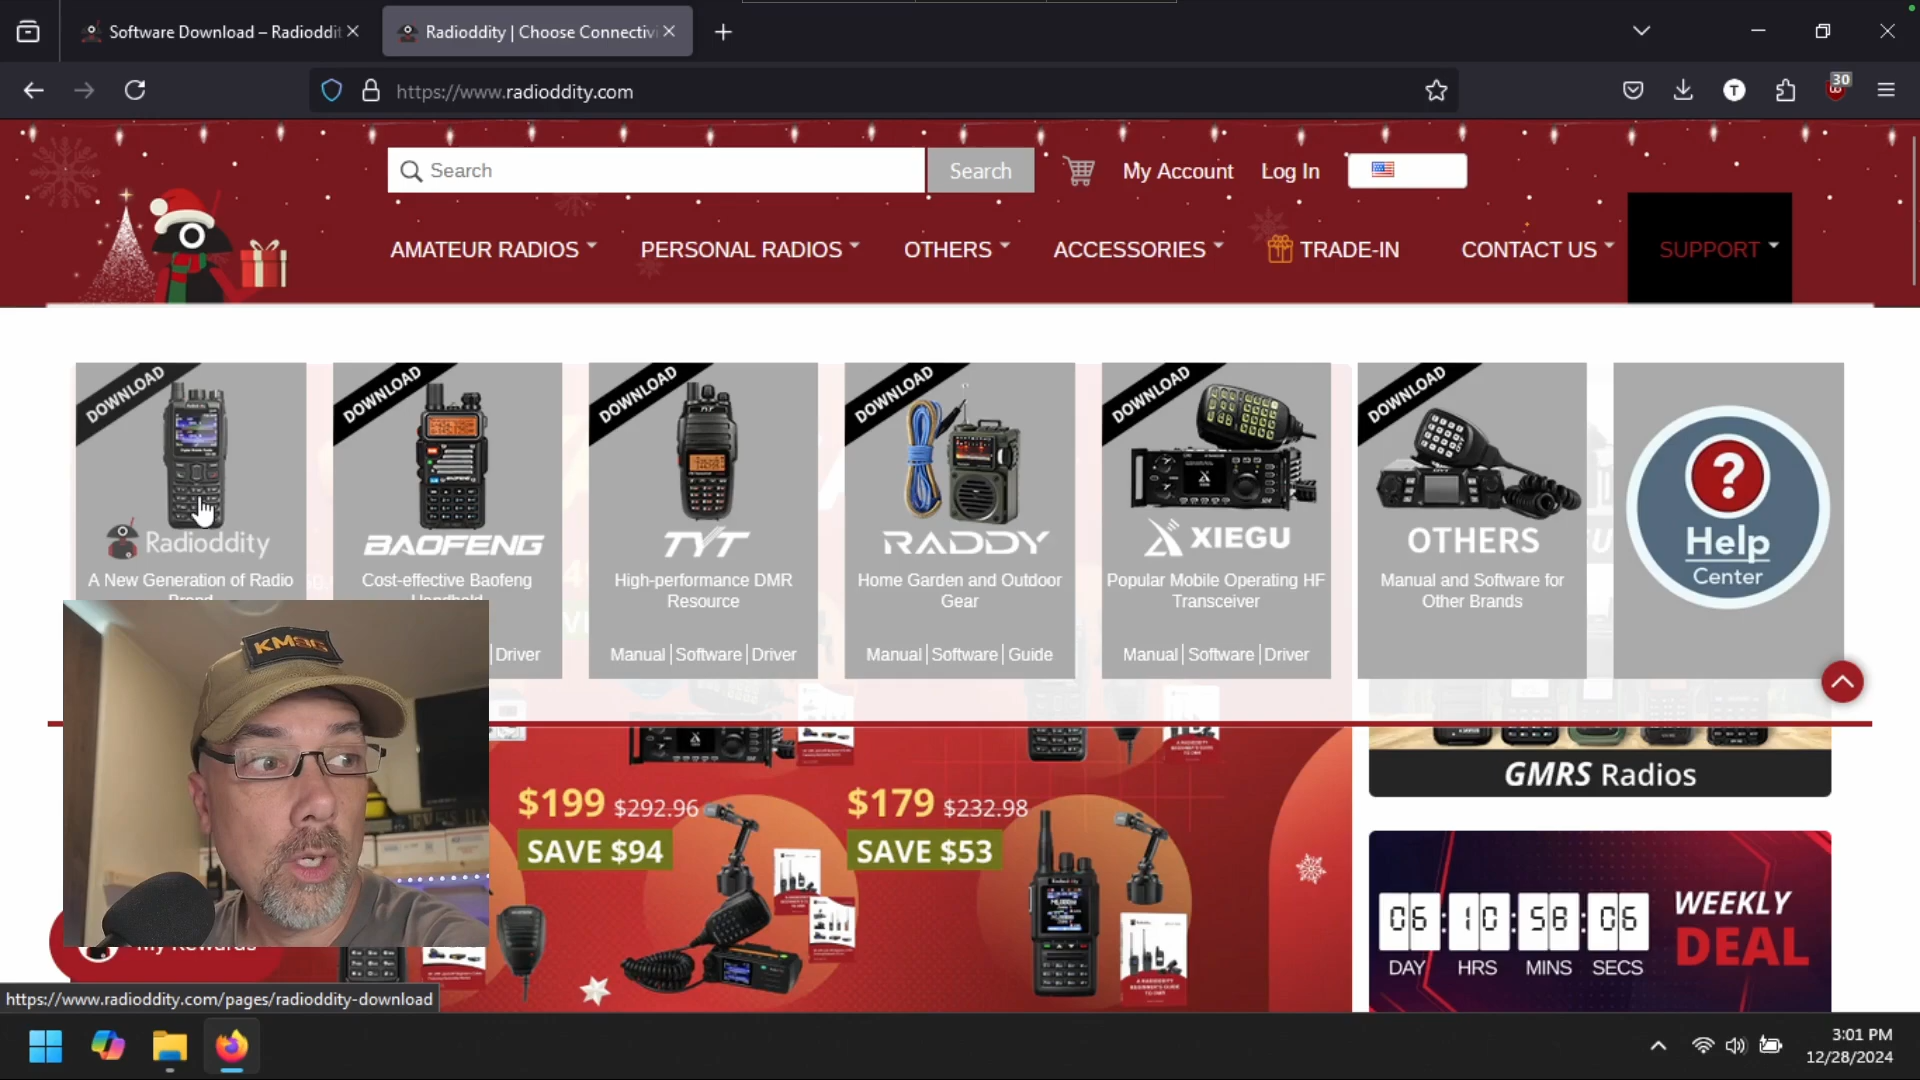 Software Download – Radioddit
Radioddity | Choose Connectivi
https://www.radioddity.com
T
30
Search
Search
My Account
Log In
AMATEUR RADIOS
PERSONAL RADIOS
OTHERS
ACCESSORIES
TRADE-IN
CONTACT US
SUPPORT
DOWNLOAD
Radioddity
A New Generation of Radio
DOWNLOAD
BAOFENG
Cost-effective Baofeng
Driver
DOWNLOAD
TYT
High-performance DMR
Resource
Manual|Software|Driver
DOWNLOAD
RADDY
Home Garden and Outdoor
Gear
Manual|Software|Guide
DOWNLOAD
XIEGU
Popular Mobile Operating HF
Transceiver
Manual|Software|Driver
DOWNLOAD
OTHERS
Manual and Software for
Other Brands
?
Help
Center
KMag
$199 $292.96
SAVE $94
$179 $232.98
SAVE $53
GMRS Radios
06 : 10 : 58 : 06
DAY HRS MINS SECS
WEEKLY
DEAL
My Rewards
https://www.radioddity.com/pages/radioddity-download
3:01 PM
12/28/2024